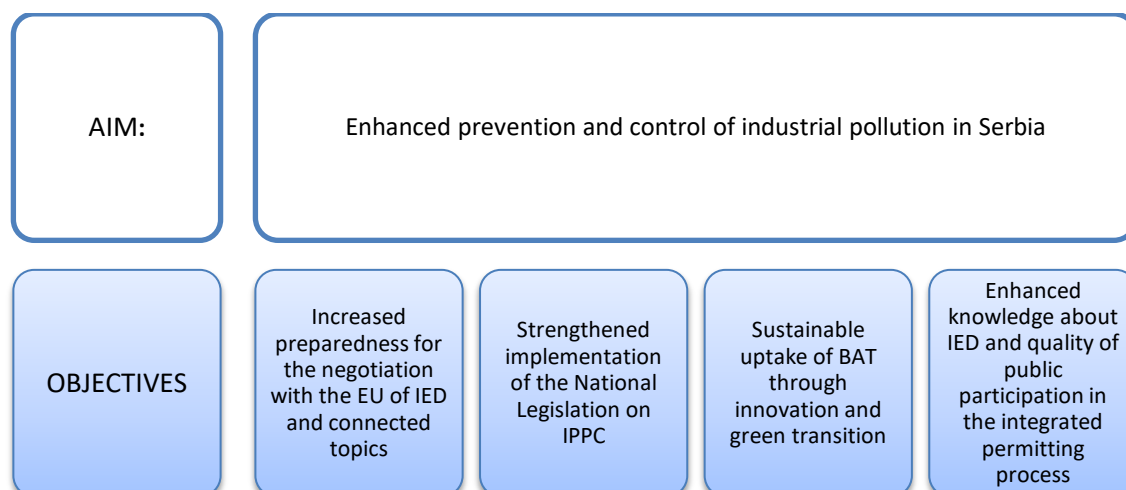 AIM:
Enhanced prevention and control of industrial pollution in Serbia
OBJECTIVES
Increased
preparedness for
the negotiation
with the EU of IED
and connected
topics
Strengthened
implementation
of the National
Legislation on
IPPC
Sustainable
uptake of BAT
through
innovation and
green transition
Enhanced
knowledge about
IED and quality of
public
participation in
the integrated
permitting
process